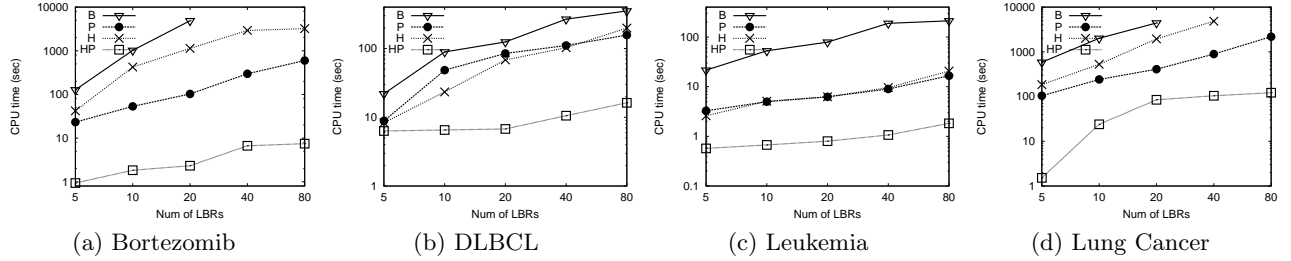 10000
1000
100
10
1
CPU time (sec)
B
P
H
HP
5 10 20 40 80
Num of LBRs
(a) Bortezomib
100
10
1
CPU time (sec)
B
P
H
HP
5 10 20 40 80
Num of LBRs
(b) DLBCL
100
10
1
0.1
CPU time (sec)
B
P
H
HP
5 10 20 40 80
Num of LBRs
(c) Leukemia
10000
1000
100
10
1
CPU time (sec)
B
P
H
HP
5 10 20 40 80
Num of LBRs
(d) Lung Cancer